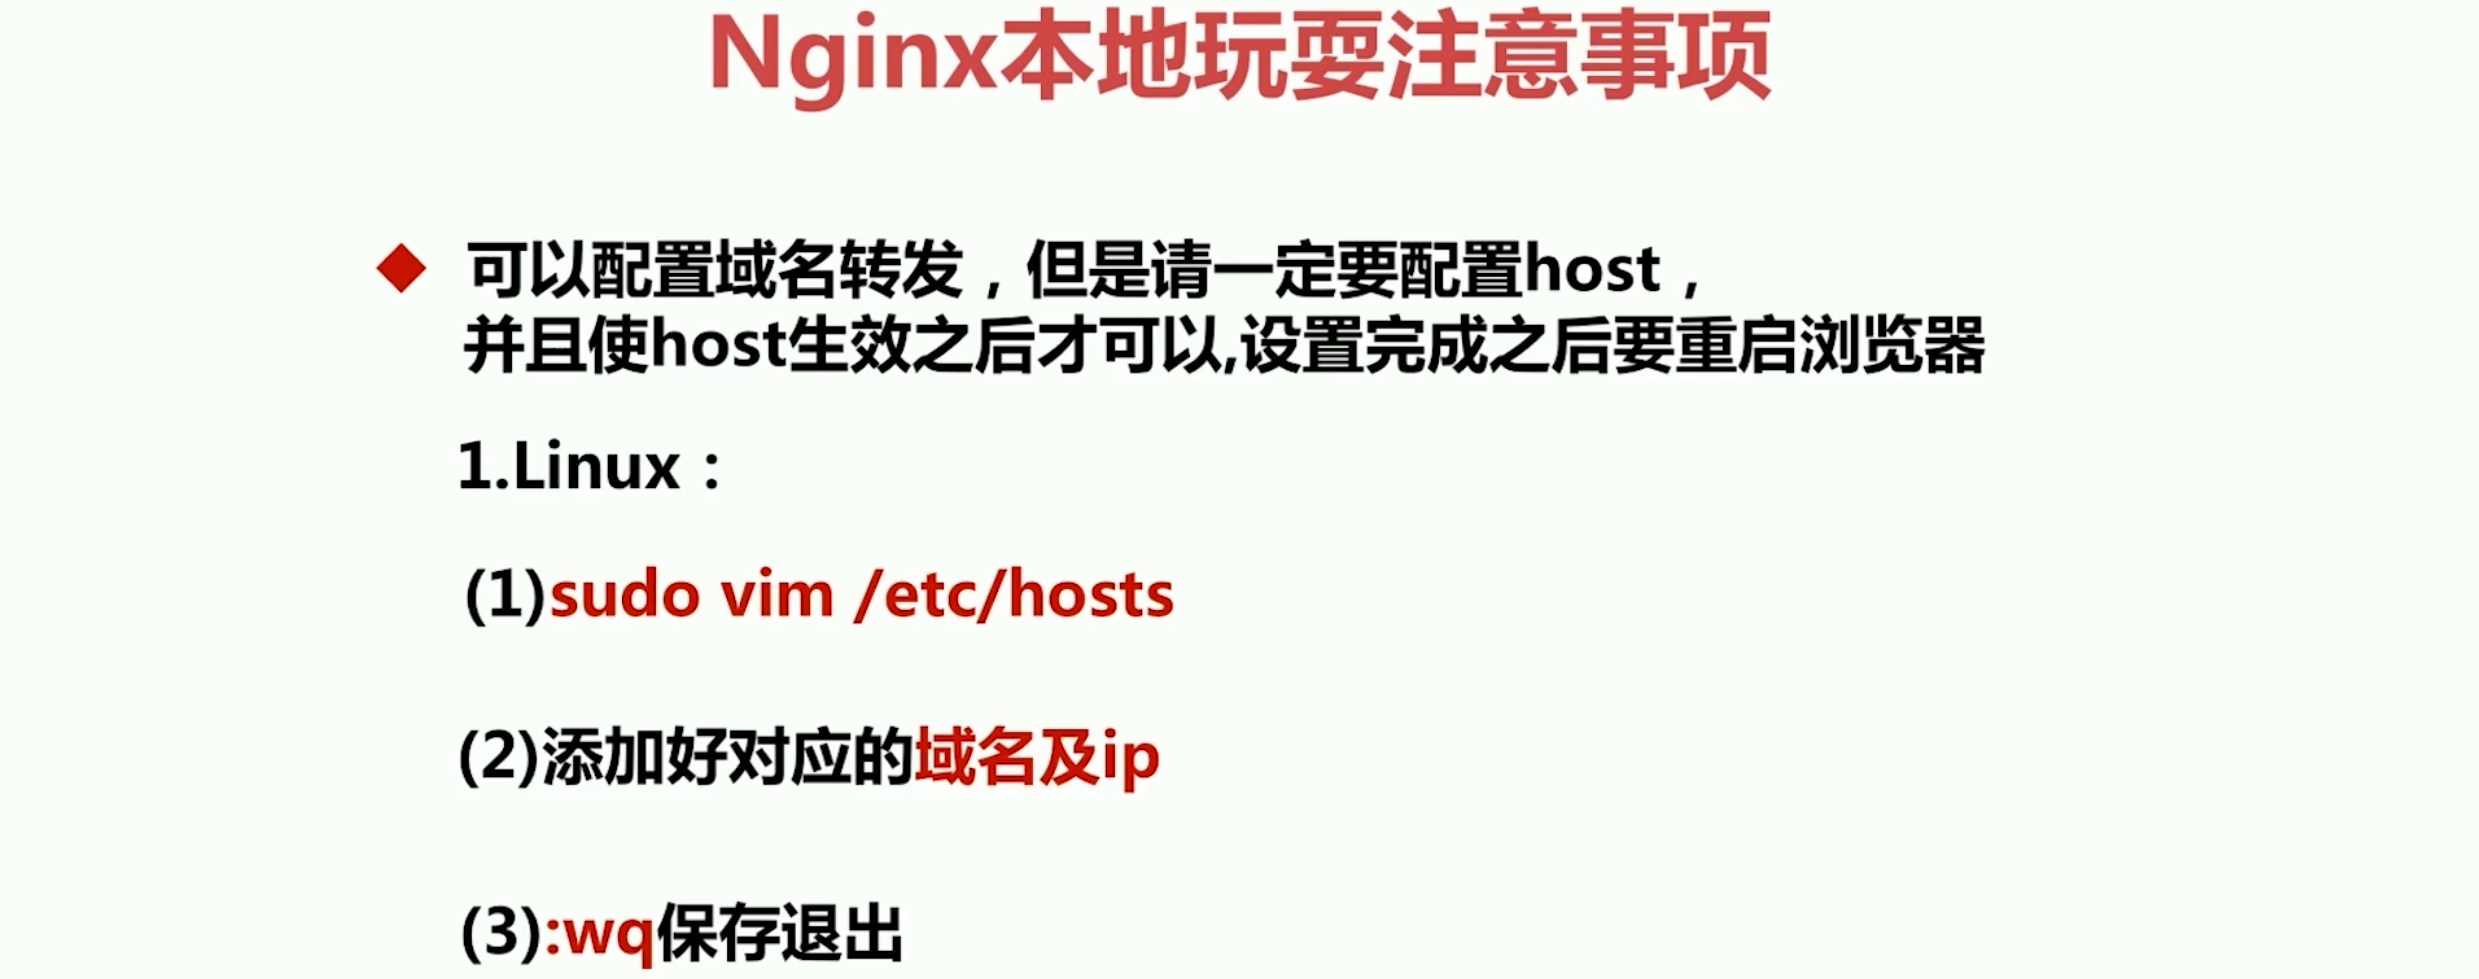 Nginx本地玩耍注意事项
可以配置域名转发，但是请一定要配置host，
并且使host生效之后才可以,设置完成之后要重启浏览器
1.Linux：
(1)sudo vim /etc/hosts
(2)添加好对应的域名及ip
(3):wq保存退出